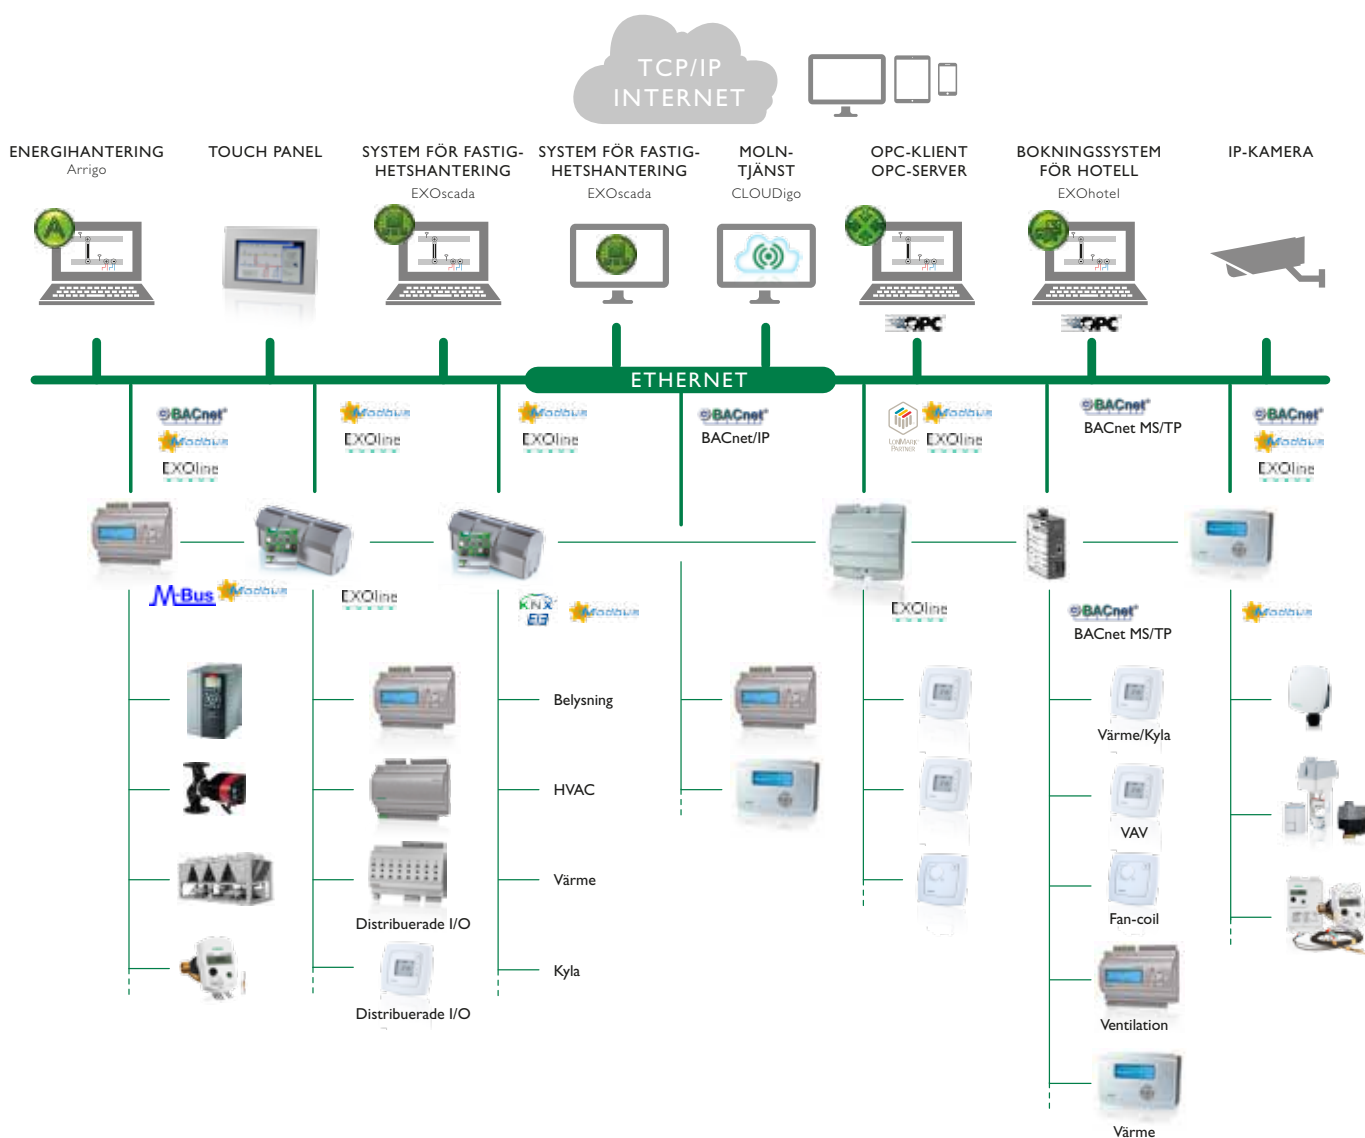 TCP/IP
INTERNET
ENERGIHANTERING
Arrigo
TOUCH PANEL
SYSTEM FÖR FASTIG-
HETSHANTERING
EXOscada
SYSTEM FÖR FASTIG-
HETSHANTERING
EXOscada
MOLN-
TJÄNST
CLOUDigo
OPC-KLIENT
OPC-SERVER
BOKNINGSSYSTEM
FÖR HOTELL
EXOhotel
IP-KAMERA
A
OPC
OPC
ETHERNET
BACnet®
Modbus
EXOline
Modbus
EXOline
Modbus
EXOline
BACnet®
BACnet/IP
LONMARK
PARTNER
Modbus
EXOline
BACnet®
BACnet MS/TP
BACnet®
Modbus
EXOline
M-Bus
Modbus
EXOline
KNX
EIB
Modbus
EXOline
BACnet®
BACnet MS/TP
Modbus
Distribuerade I/O
Distribuerade I/O
Belysning
HVAC
Värme
Kyla
Värme/Kyla
VAV
Fan-coil
Ventilation
Värme